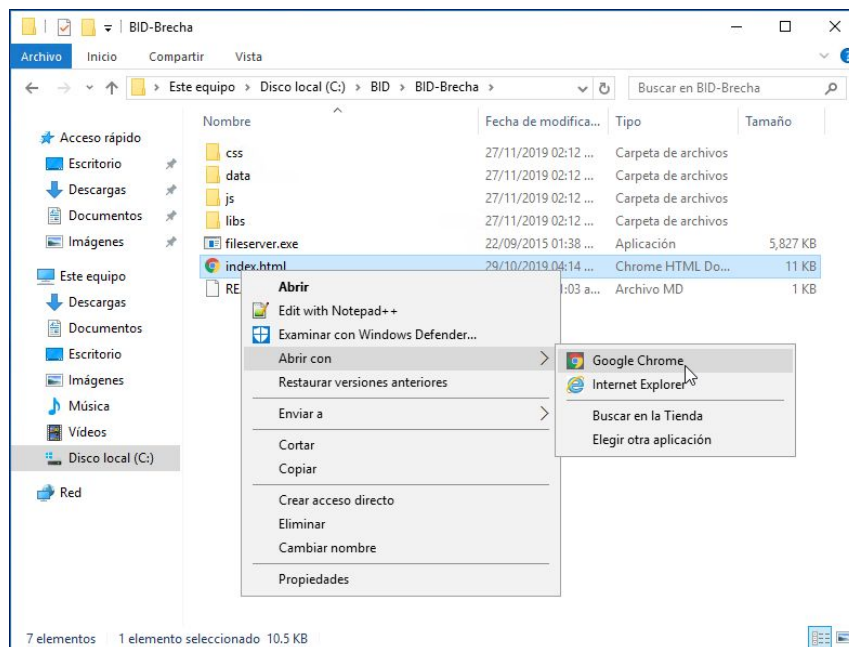 BID-Brecha
Archivo Inicio Compartir Vista
Este equipo > Disco local (C:) > BID > BID-Brecha >
Buscar en BID-Brecha
Nombre Fecha de modifica... Tipo Tamaño
Acceso rápido
Escritorio
Descargas
Documentos
Imágenes
Este equipo
Descargas
Documentos
Escritorio
Imágenes
Música
Vídeos
Disco local (C:)
Red
css 27/11/2019 02:12 ... Carpeta de archivos
data 27/11/2019 02:12 ... Carpeta de archivos
js 27/11/2019 02:12 ... Carpeta de archivos
libs 27/11/2019 02:12 ... Carpeta de archivos
fileserver.exe 22/09/2015 01:38 ... Aplicación 5,827 KB
index.html 29/10/2019 04:14 ... Chrome HTML Do... 11 KB
RE :03 a... Archivo MD 1 KB
Abrir
Edit with Notepad++
Examinar con Windows Defender...
Abrir con
Restaurar versiones anteriores
Enviar a
Cortar
Copiar
Crear acceso directo
Eliminar
Cambiar nombre
Propiedades
Google Chrome
Internet Explorer
Buscar en la Tienda
Elegir otra aplicación
7 elementos 1 elemento seleccionado 10.5 KB